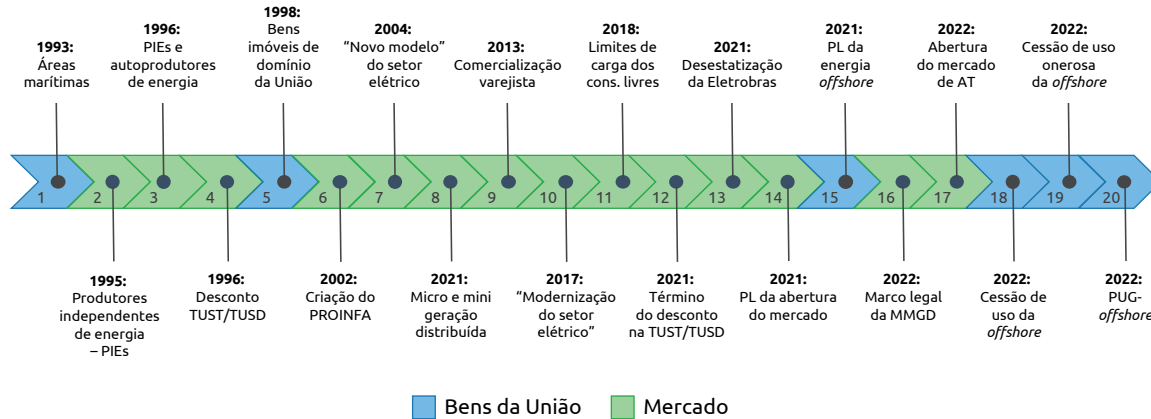 1993:
Áreas
marítimas
1996:
PIEs e
autoprodutores
de energia
1998:
Bens
imóveis de
domínio
da União
2004:
“Novo modelo”
do setor
elétrico
2013:
Comercialização
varejista
2018:
Limites de
carga dos
cons. livres
2021:
Desestatização
da Eletrobras
2021:
PL da
energia
offshore
2022:
Abertura
do mercado
de AT
2022:
Cessão de uso
onerosa
da offshore
1 2 3 4 5 6 7 8 9 10 11 12 13 14 15 16 17 18 19 20
1995:
Produtores
independentes
de energia
– PIEs
1996:
Desconto
TUST/TUSD
2002:
Criação do
PROINFA
2021:
Micro e mini
geração
distribuída
2017:
“Modernização
do setor
elétrico”
2021:
Término
do desconto
na TUST/TUSD
2021:
PL da abertura
do mercado
2022:
Marco legal
da MMGD
2022:
Cessão de
uso da
offshore
2022:
PUG-
offshore
Bens da União
Mercado